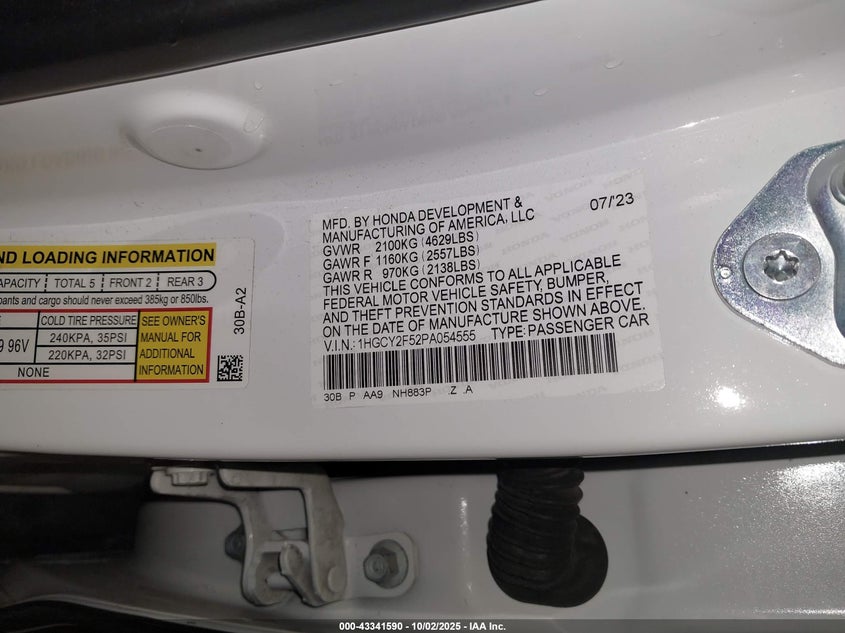 ND LOADING INFORMATION
CAPACITY TOTAL 5 FRONT 2 REAR 3
pants and cargo should never exceed 385kg or 850lbs.
COLD TIRE PRESSURE
9 96V 240KPA, 35PSI
220KPA, 32PSI
NONE
SEE OWNER'S
MANUAL FOR
ADDITIONAL
INFORMATION
30B-A2
MFD. BY HONDA DEVELOPMENT & 07/'23
MANUFACTURING OF AMERICA, LLC
GVWR 2100KG (4629LBS)
GAWR F 1160KG (2557LBS)
GAWR R 970KG (2138LBS)
THIS VEHICLE CONFORMS TO ALL APPLICABLE
FEDERAL MOTOR VEHICLE SAFETY, BUMPER,
AND THEFT PREVENTION STANDARDS IN EFFECT
ON THE DATE OF MANUFACTURE SHOWN ABOVE.
V.I.N.: 1HGCY2F52PA054555 TYPE: PASSENGER CAR
30B P AA9 NH883P Z .A
000-43341590 - 10/02/2025 - IAA Inc.